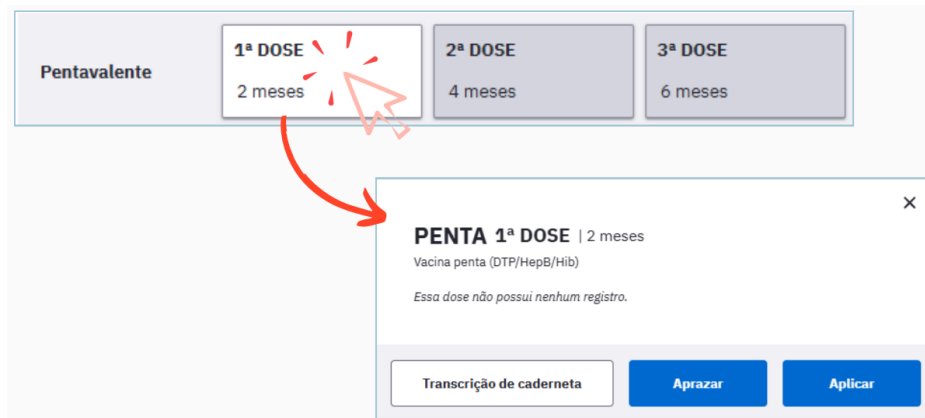 Pentavalente
1ª DOSE
2 meses
2ª DOSE
4 meses
3ª DOSE
6 meses
PENTA 1ª DOSE | 2 meses
Vacina penta (DTP/HepB/Hib)
Essa dose não possui nenhum registro.
Transcrição de caderneta
Aprazar
Aplicar